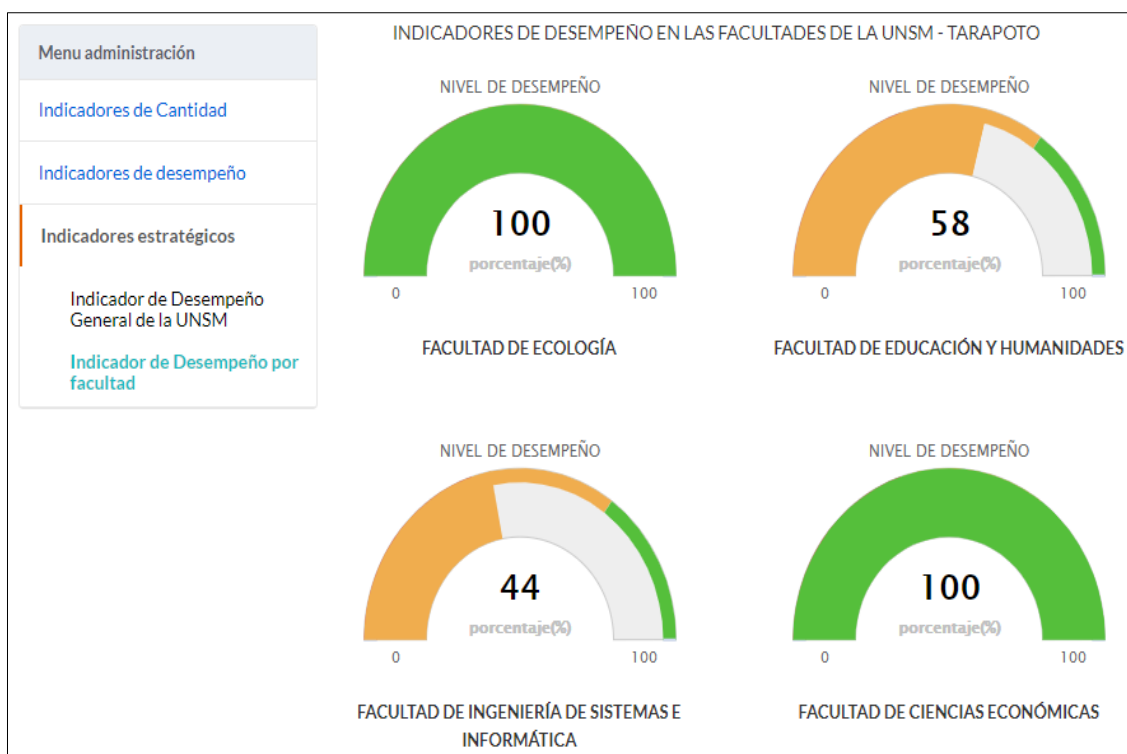 Menu administración
Indicadores de Cantidad
Indicadores de desempeño
Indicadores estratégicos
Indicador de Desempeño
General de la UNSM
Indicador de Desempeño por
facultad
INDICADORES DE DESEMPEÑO EN LAS FACULTADES DE LA UNSM - TARAPOTO
NIVEL DE DESEMPEÑO
100
porcentaje(%)
0
100
FACULTAD DE ECOLOGÍA
NIVEL DE DESEMPEÑO
58
porcentaje(%)
0
100
FACULTAD DE EDUCACIÓN Y HUMANIDADES
NIVEL DE DESEMPEÑO
44
porcentaje(%)
0
100
FACULTAD DE INGENIERÍA DE SISTEMAS E
INFORMÁTICA
NIVEL DE DESEMPEÑO
100
porcentaje(%)
0
100
FACULTAD DE CIENCIAS ECONÓMICAS